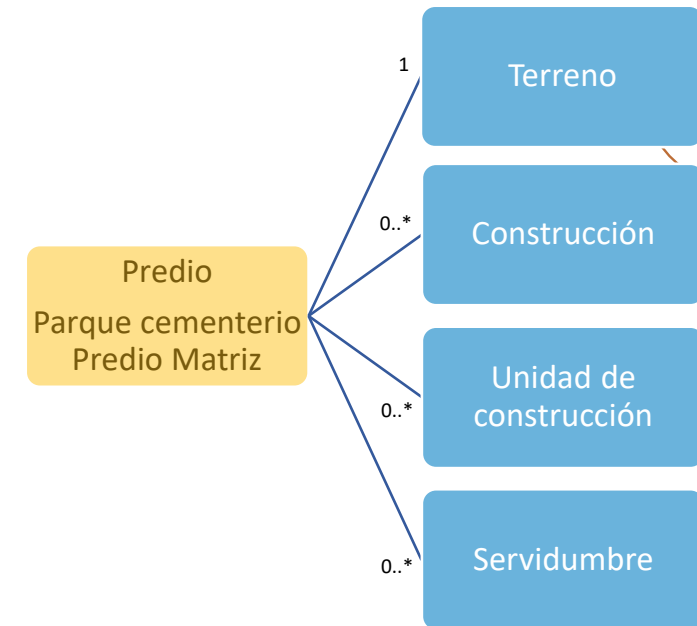 1
Terreno
0..*
Construcción
Predio
Parque cementerio
Predio Matriz
0..*
Unidad de
construcción
0..*
Servidumbre